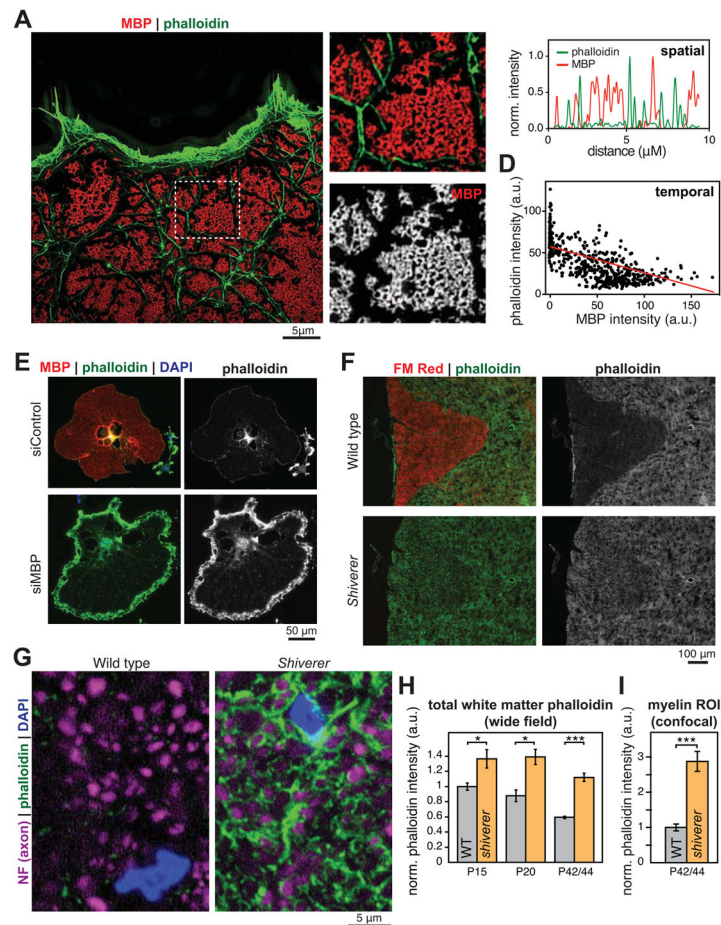 A
MBP | phalloidin
5µm
MBP
phalloidin
MBP
spatial
norm. intensity
1.0
0.5
0
0
5
10
distance (µM)
D
temporal
phalloidin intensity (a.u.)
100
50
0
0
50
100
150
MBP intensity (a.u.)
E
MBP | phalloidin | DAPI
phalloidin
siControl
siMBP
50 µm
F
FM Red | phalloidin
phalloidin
Wild type
Shiverer
100 µm
G
Wild type
Shiverer
NF (axon) | phalloidin | DAPI
5 µm
H
total white matter phalloidin
(wide field)
norm. phalloidin intensity (a.u.)
1.4
1.2
1
0.8
0.6
0.4
0.2
0
*
*
***
WT
shiverer
P15
P20
P42/44
I
myelin ROI
(confocal)
norm. phalloidin intensity (a.u.)
3
2
1
0
***
WT
shiverer
P42/44